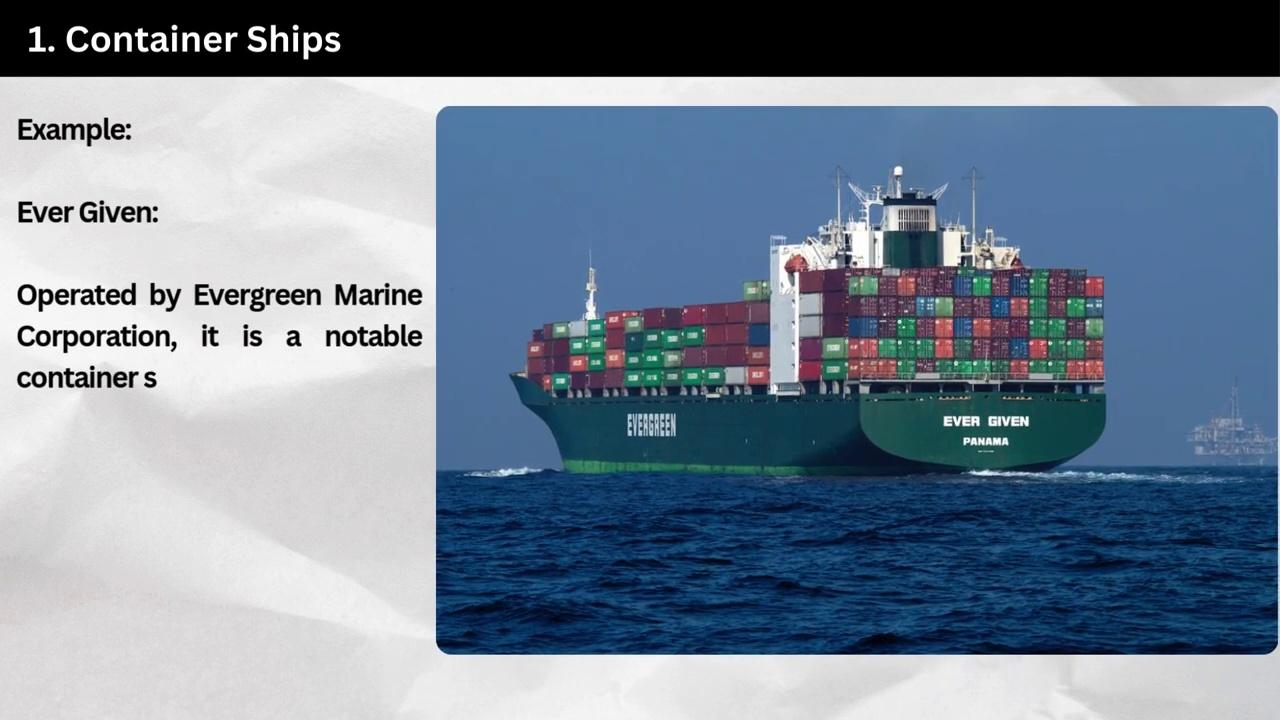 1. Container Ships
Example:
Ever Given:
Operated by Evergreen Marine
Corporation, it is a notable
container s
EVERGREEN
EVER GIVEN
PANAMA